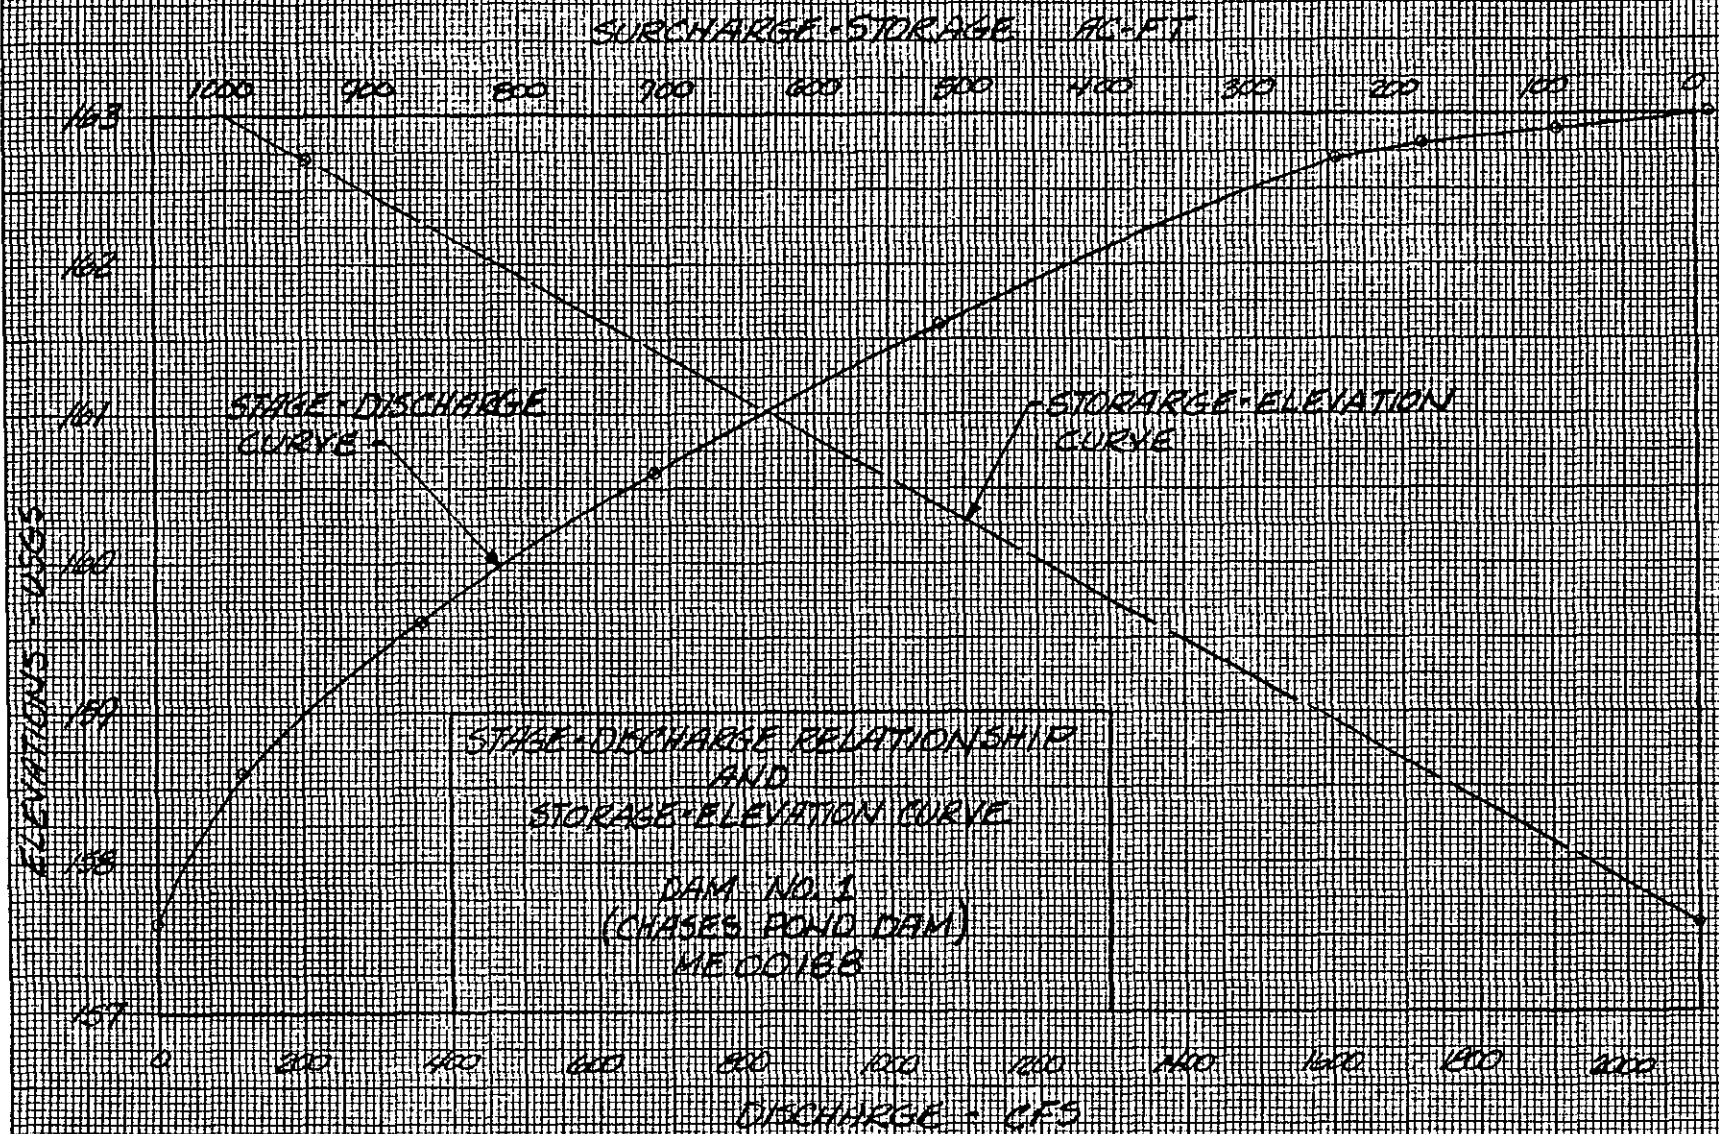 SURCHARGE-STORAGE AC-FT
1000 900 800 700 600 500 400 300 200 100 0
163
162
161
160
159
158
157
ELEVATIONS - USGS
STAGE-DISCHARGE
CURVE
STORARGE-ELEVATION
CURVE
STAGE-DISCHARGE RELATIONSHIP
AND
STORAGE-ELEVATION CURVE
DAM NO. 1
(CHASES POND DAM)
ME 00188
0 200 400 600 800 1000 1200 1400 1600 1800 2000
DISCHARGE - CFS